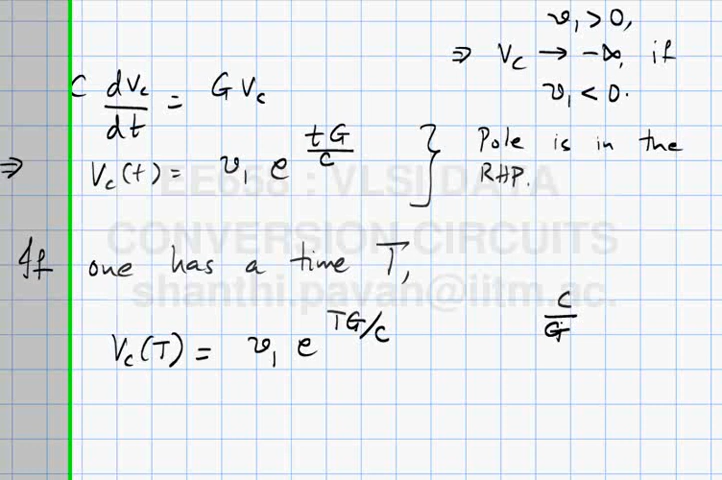 v₁ > 0,
⇒ V_C → -∞, if
v₁ < 0.
C dV_C/dt = G V_C
⇒ V_C(t) = v₁ e^{tG/C} } Pole is in the RHP.
EE658 : VLSI DATA
CONVERSION CIRCUITS
shanthi.pavan@iitm.ac.
If one has a time T,
V_C(T) = v₁ e^{TG/C}
C/G